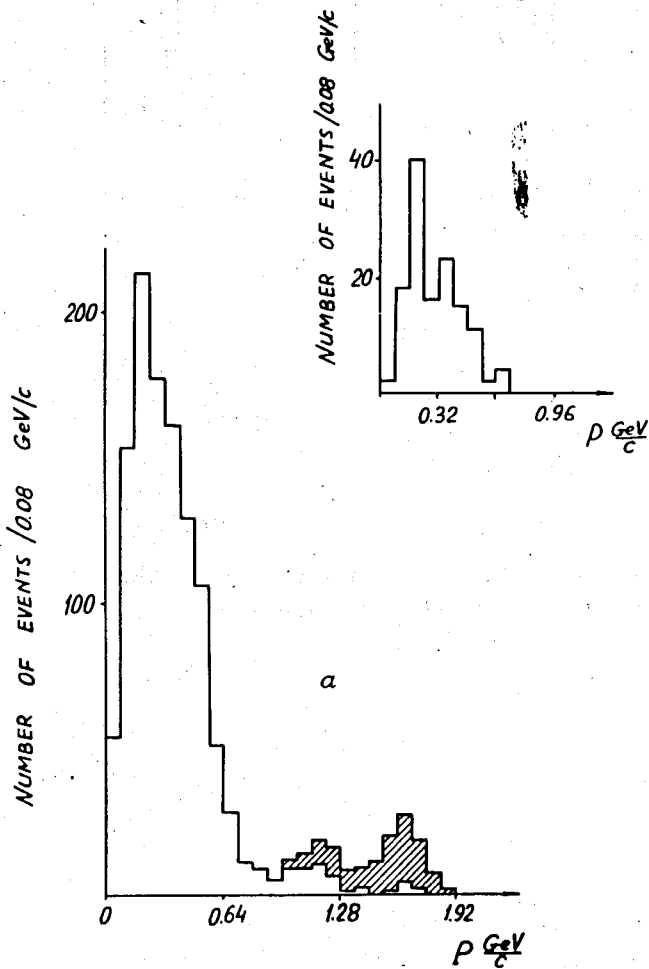 NUMBER OF EVENTS/0.08 GeV/c
40
20
0.32 0.96
p GeV/c
NUMBER OF EVENTS/0.08 GeV/c
200
100
a
0 0.64 1.28 1.92
p GeV/c